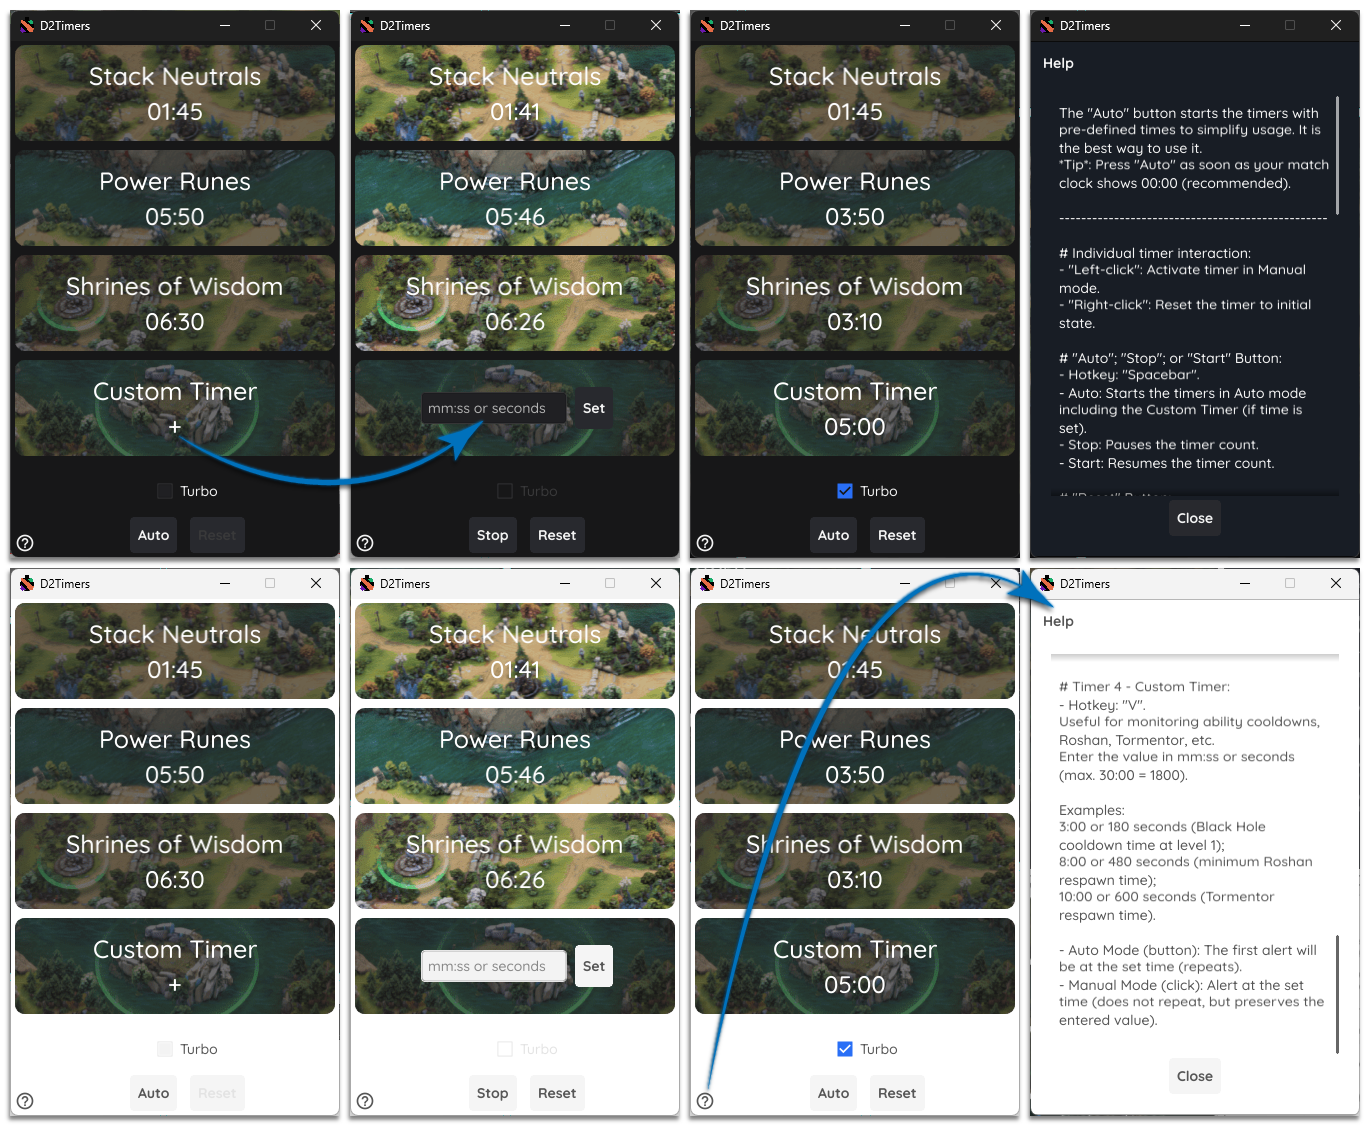 D2Timers
Stack Neutrals
01:45
Power Runes
05:50
Shrines of Wisdom
06:30
Custom Timer
+
Turbo
Auto
Reset
D2Timers
Stack Neutrals
01:41
Power Runes
05:46
Shrines of Wisdom
06:26
mm:ss or seconds
Set
Turbo
Stop
Reset
D2Timers
Stack Neutrals
01:45
Power Runes
03:50
Shrines of Wisdom
03:10
Custom Timer
05:00
Turbo
Auto
Reset
D2Timers
Help
The "Auto" button starts the timers with
pre-defined times to simplify usage. It is
the best way to use it.
*Tip*: Press "Auto" as soon as your match
clock shows 00:00 (recommended).
-------------------------------------------------
# Individual timer interaction:
- "Left-click": Activate timer in Manual
mode.
- "Right-click": Reset the timer to initial
state.
# "Auto"; "Stop"; or "Start" Button:
- Hotkey: "Spacebar".
- Auto: Starts the timers in Auto mode
including the Custom Timer (if time is
set).
- Stop: Pauses the timer count.
- Start: Resumes the timer count.
# "Reset" Button:
Close
D2Timers
Stack Neutrals
01:45
Power Runes
05:50
Shrines of Wisdom
06:30
Custom Timer
+
Turbo
Auto
Reset
D2Timers
Stack Neutrals
01:41
Power Runes
05:46
Shrines of Wisdom
06:26
mm:ss or seconds
Set
Turbo
Stop
Reset
D2Timers
Stack Neutrals
01:45
Power Runes
03:50
Shrines of Wisdom
03:10
Custom Timer
05:00
Turbo
Auto
Reset
D2Timers
Help
# Timer 4 - Custom Timer:
- Hotkey: "V".
Useful for monitoring ability cooldowns,
Roshan, Tormentor, etc.
Enter the value in mm:ss or seconds
(max. 30:00 = 1800).
Examples:
3:00 or 180 seconds (Black Hole
cooldown time at level 1);
8:00 or 480 seconds (minimum Roshan
respawn time);
10:00 or 600 seconds (Tormentor
respawn time).
- Auto Mode (button): The first alert will
be at the set time (repeats).
- Manual Mode (click): Alert at the set
time (does not repeat, but preserves the
entered value).
Close